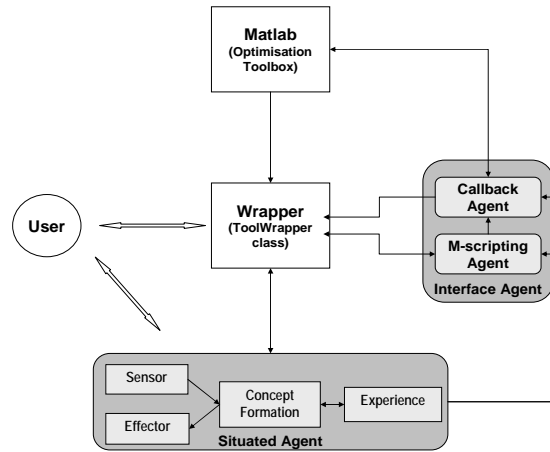 Matlab
(Optimisation
Toolbox)
Wrapper
(ToolWrapper
class)
User
Callback
Agent
M-scripting
Agent
Interface Agent
Sensor
Effector
Concept
Formation
Experience
Situated Agent